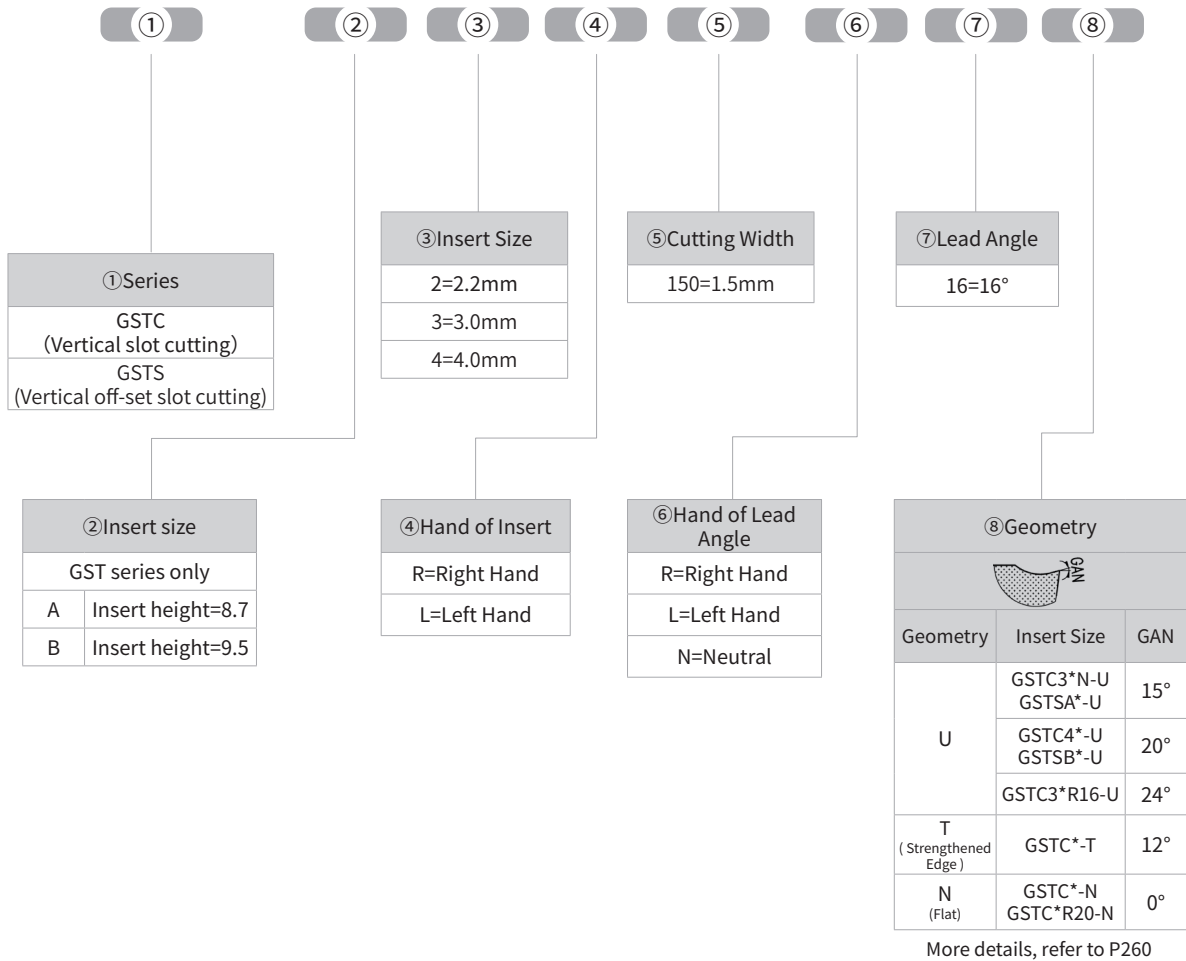 ① ② ③ ④ ⑤ ⑥ ⑦ ⑧
①Series
GSTC
(Vertical slot cutting)
GSTS
(Vertical off-set slot cutting)
③Insert Size
2=2.2mm
3=3.0mm
4=4.0mm
⑤Cutting Width
150=1.5mm
⑦Lead Angle
16=16°
②Insert size
GST series only
A Insert height=8.7
B Insert height=9.5
④Hand of Insert
R=Right Hand
L=Left Hand
⑥Hand of Lead
Angle
R=Right Hand
L=Left Hand
N=Neutral
⑧Geometry
GAN
Geometry Insert Size GAN
U
GSTC3*N-U
GSTSA*-U
15°
GSTC4*-U
GSTSB*-U
20°
GSTC3*R16-U 24°
T
( Strengthened
Edge )
GSTC*-T 12°
N
(Flat)
GSTC*-N
GSTC*R20-N
0°
More details, refer to P260